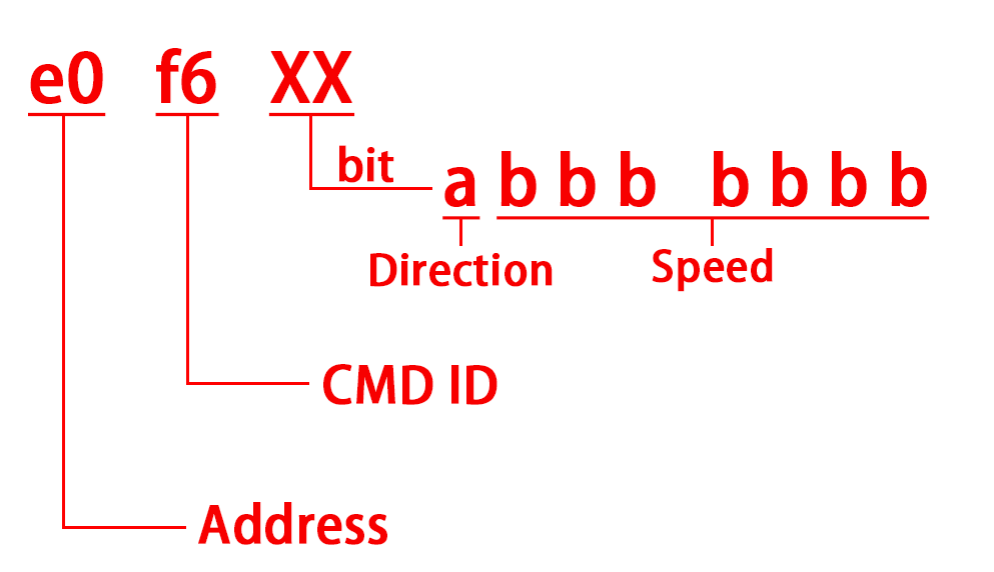 e0 f6 XX
bit a b b b b b b b
Direction Speed
CMD ID
Address